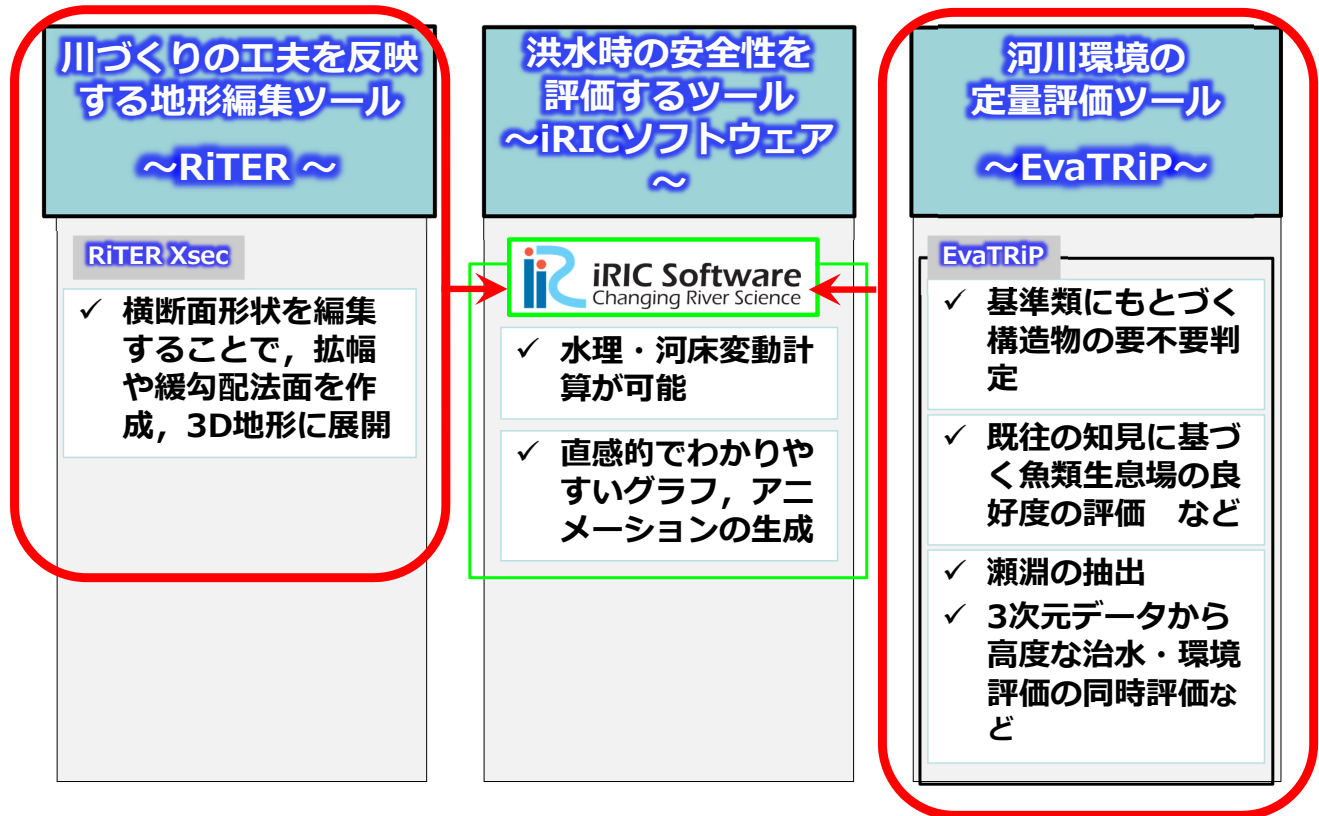 川づくりの工夫を反映
する地形編集ツール
～RiTER ～
RiTER Xsec
✓ 横断面形状を編集
することで，拡幅
や緩勾配法面を作
成，3D地形に展開
洪水時の安全性を
評価するツール
～iRICソフトウェア
～
iRIC Software
Changing River Science
✓ 水理・河床変動計
算が可能
✓ 直感的でわかりや
すいグラフ，アニ
メーションの生成
河川環境の
定量評価ツール
～EvaTRiP～
EvaTRiP
✓ 基準類にもとづく
構造物の要不要判
定
✓ 既往の知見に基づ
く魚類生息場の良
好度の評価　など
✓ 瀬淵の抽出
✓ 3次元データから
高度な治水・環境
評価の同時評価な
ど